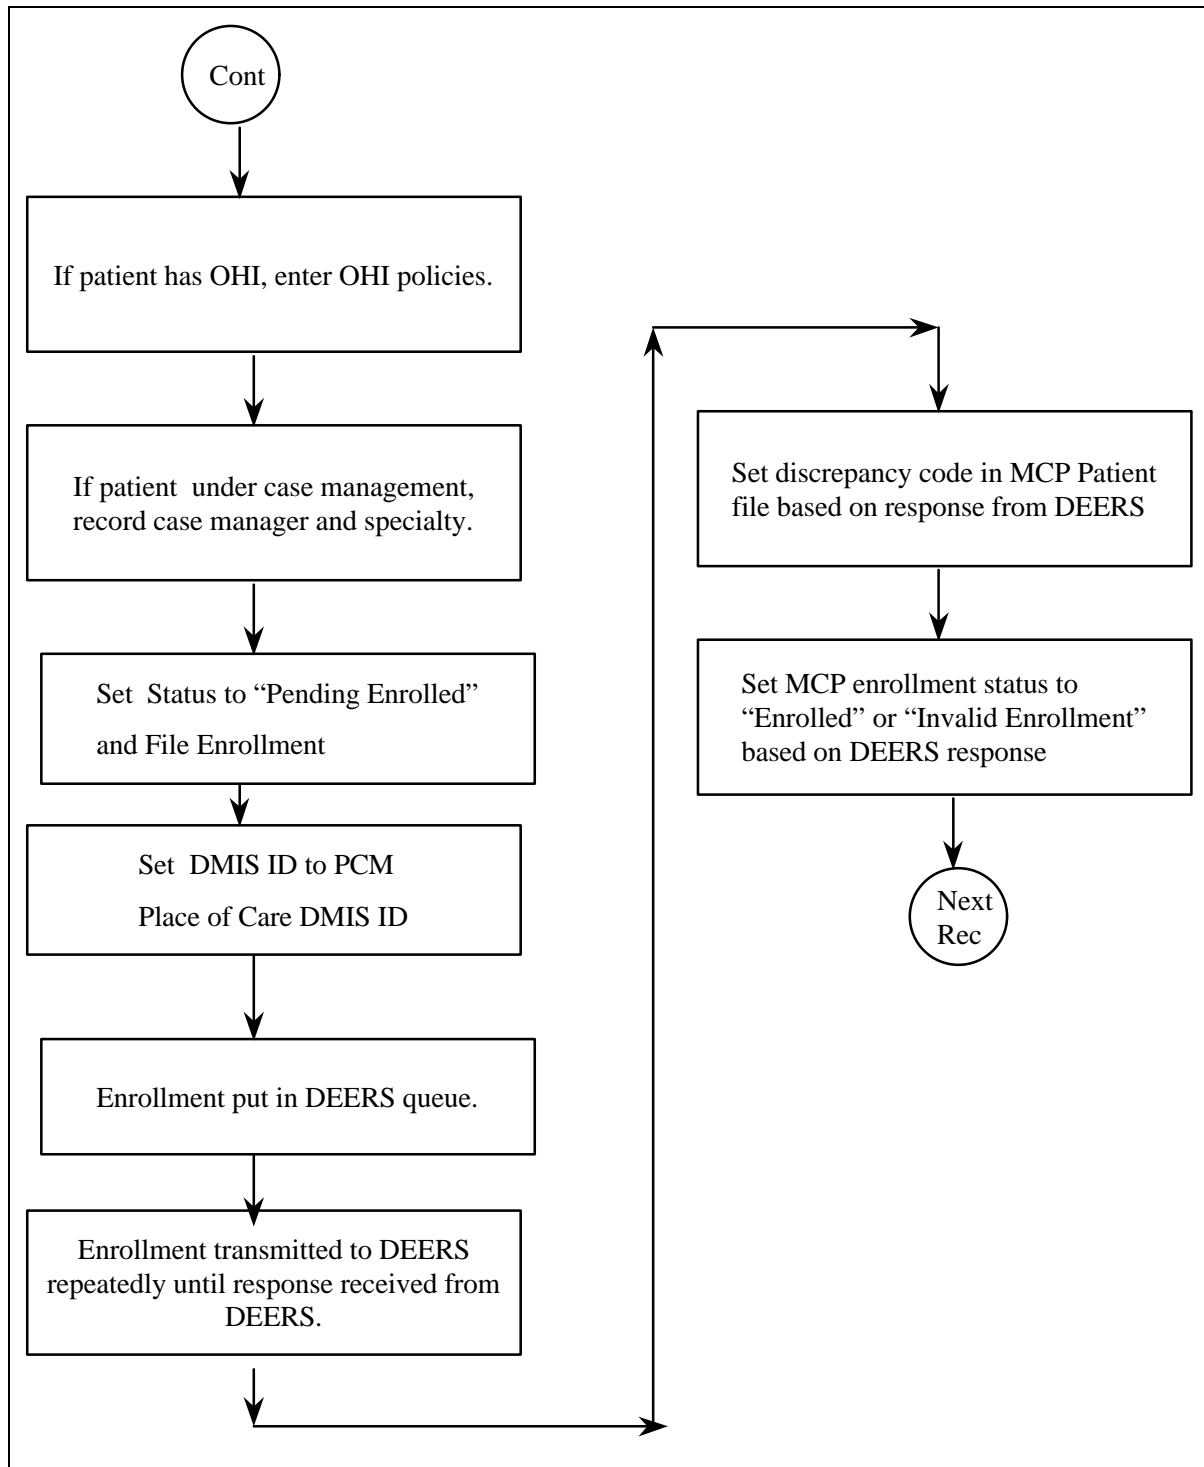 Cont
If patient has OHI, enter OHI policies.
If patient under case management,
record case manager and specialty.
Set Status to “Pending Enrolled”
and File Enrollment
Set DMIS ID to PCM
Place of Care DMIS ID
Enrollment put in DEERS queue.
Enrollment transmitted to DEERS
repeatedly until response received from
DEERS.
Set discrepancy code in MCP Patient
file based on response from DEERS
Set MCP enrollment status to
“Enrolled” or “Invalid Enrollment”
based on DEERS response
Next
Rec